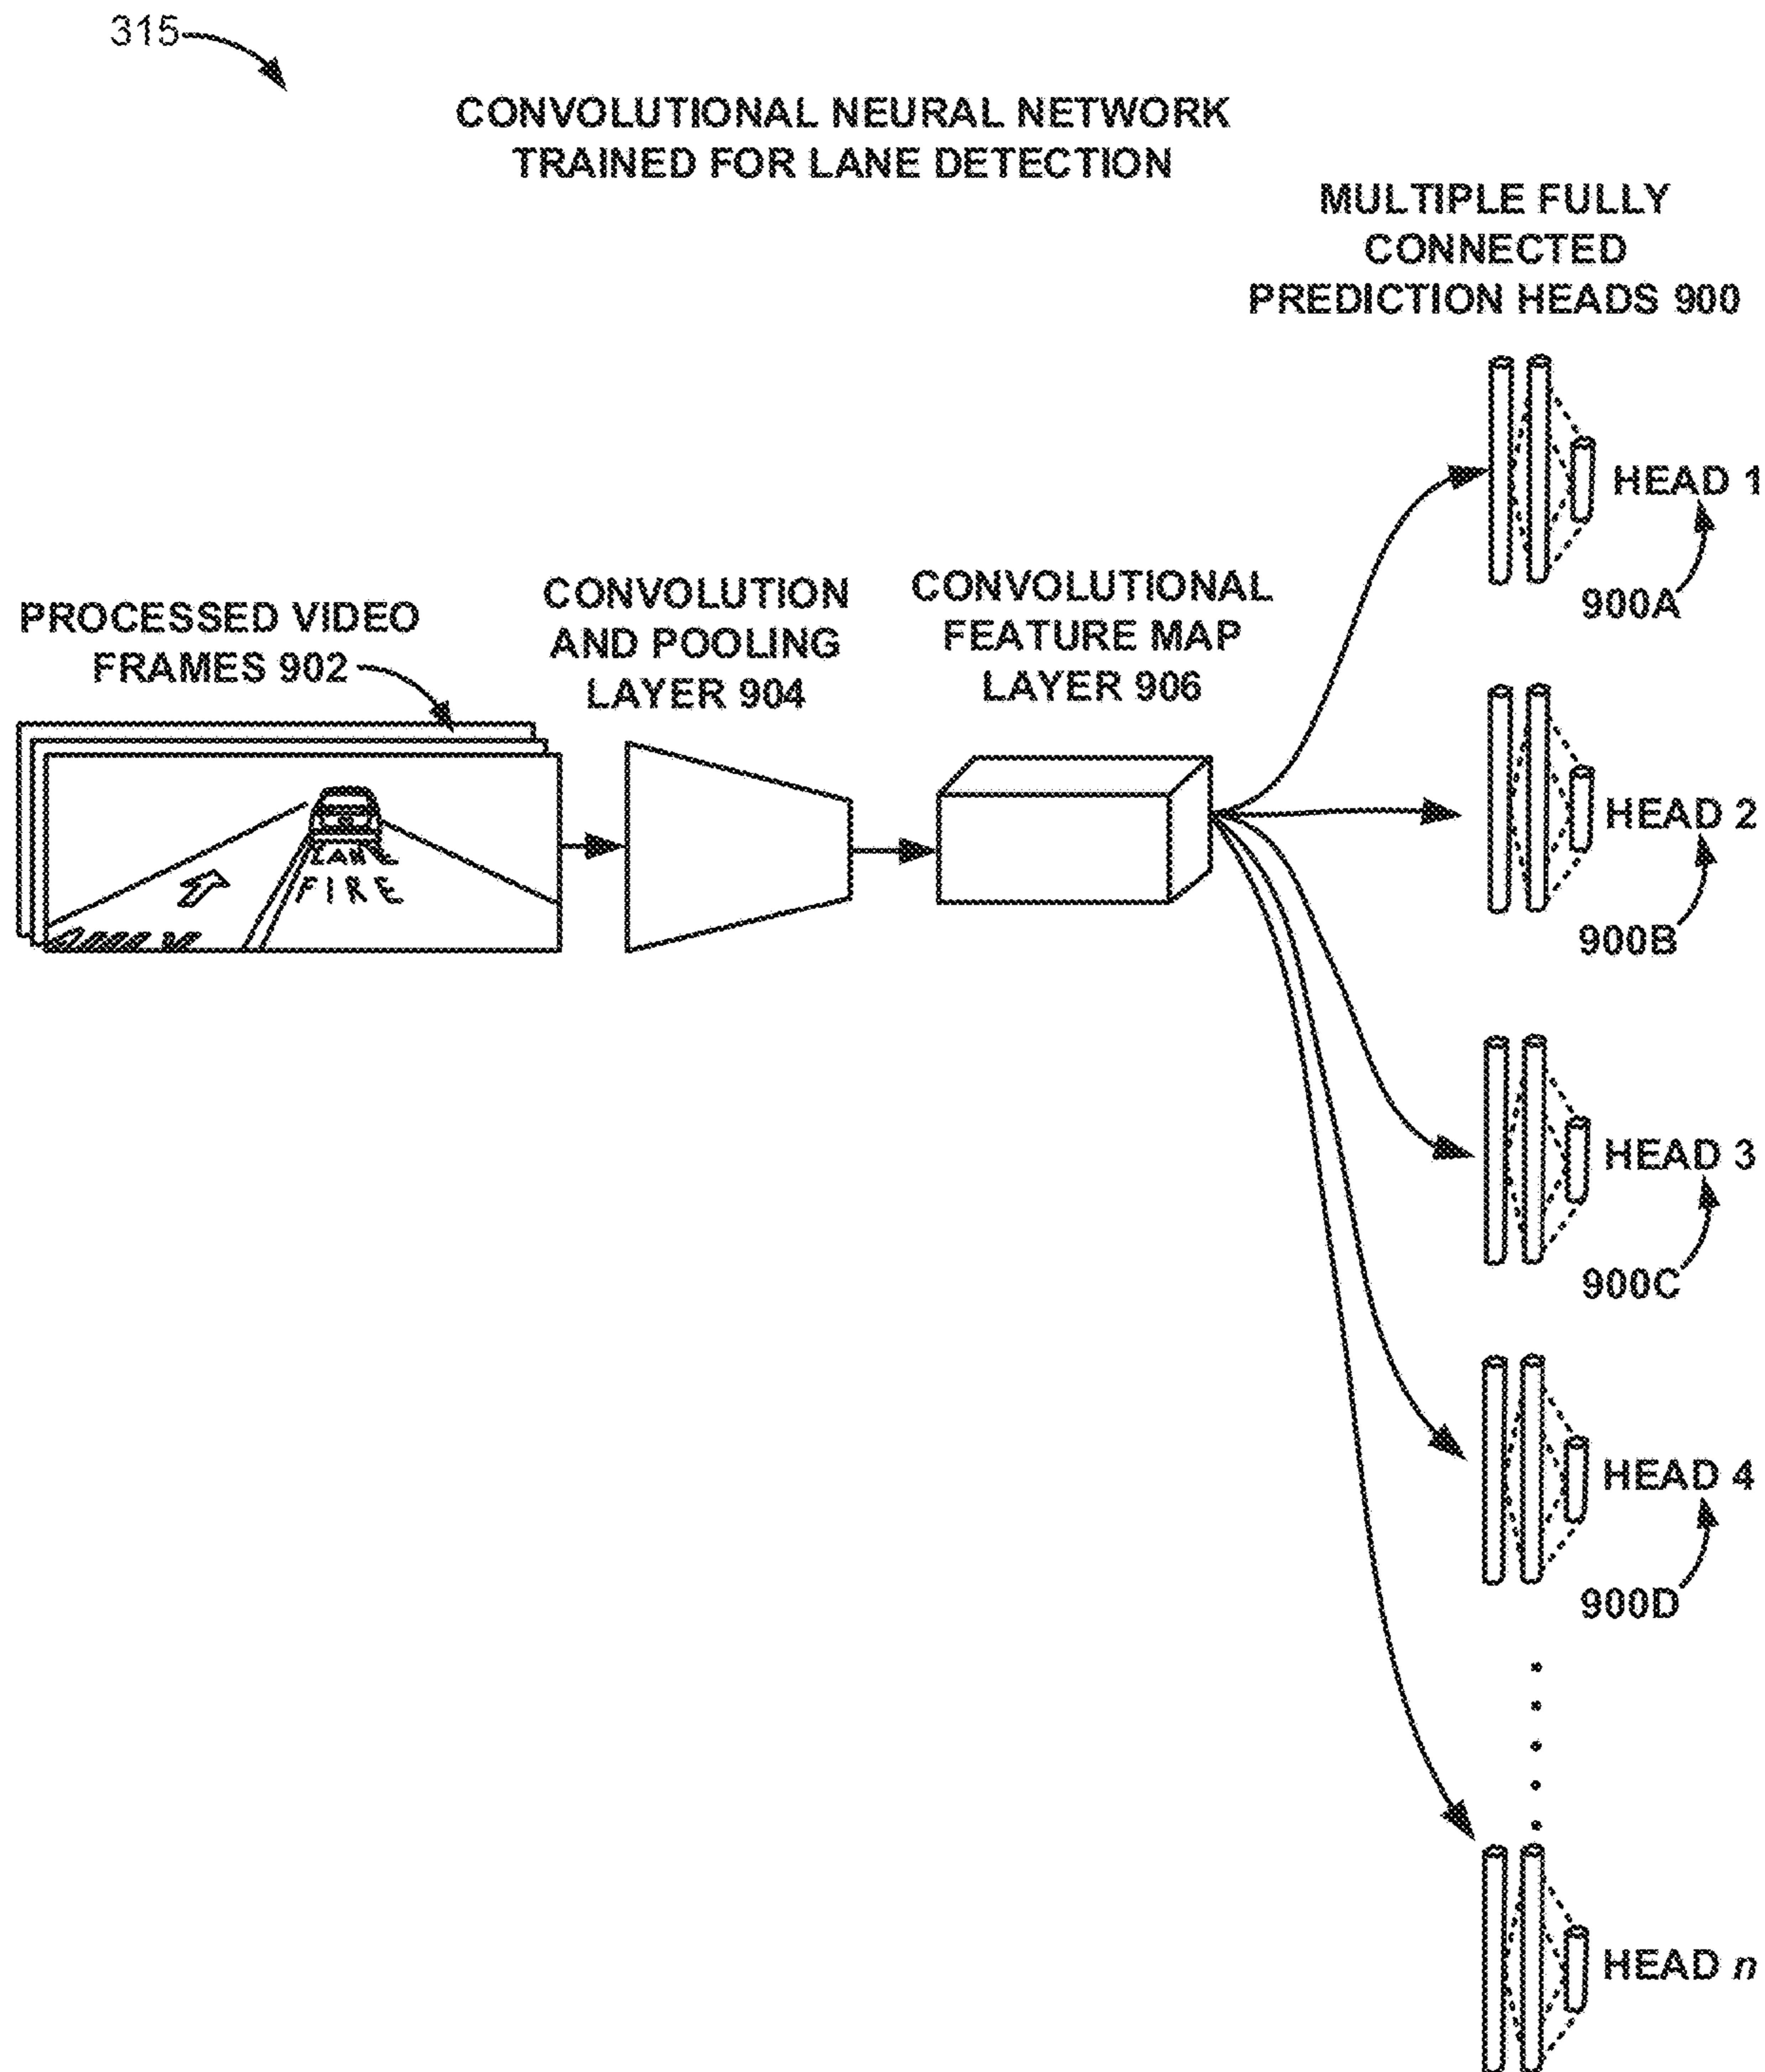 315
CONVOLUTIONAL NEURAL NETWORK
TRAINED FOR LANE DETECTION
MULTIPLE FULLY
CONNECTED
PREDICTION HEADS 900
HEAD 1
900A
PROCESSED VIDEO
FRAMES 902
CONVOLUTION
AND POOLING
LAYER 904
CONVOLUTIONAL
FEATURE MAP
LAYER 906
LANE
FIRE
HEAD 2
900B
HEAD 3
900C
HEAD 4
900D
HEAD n